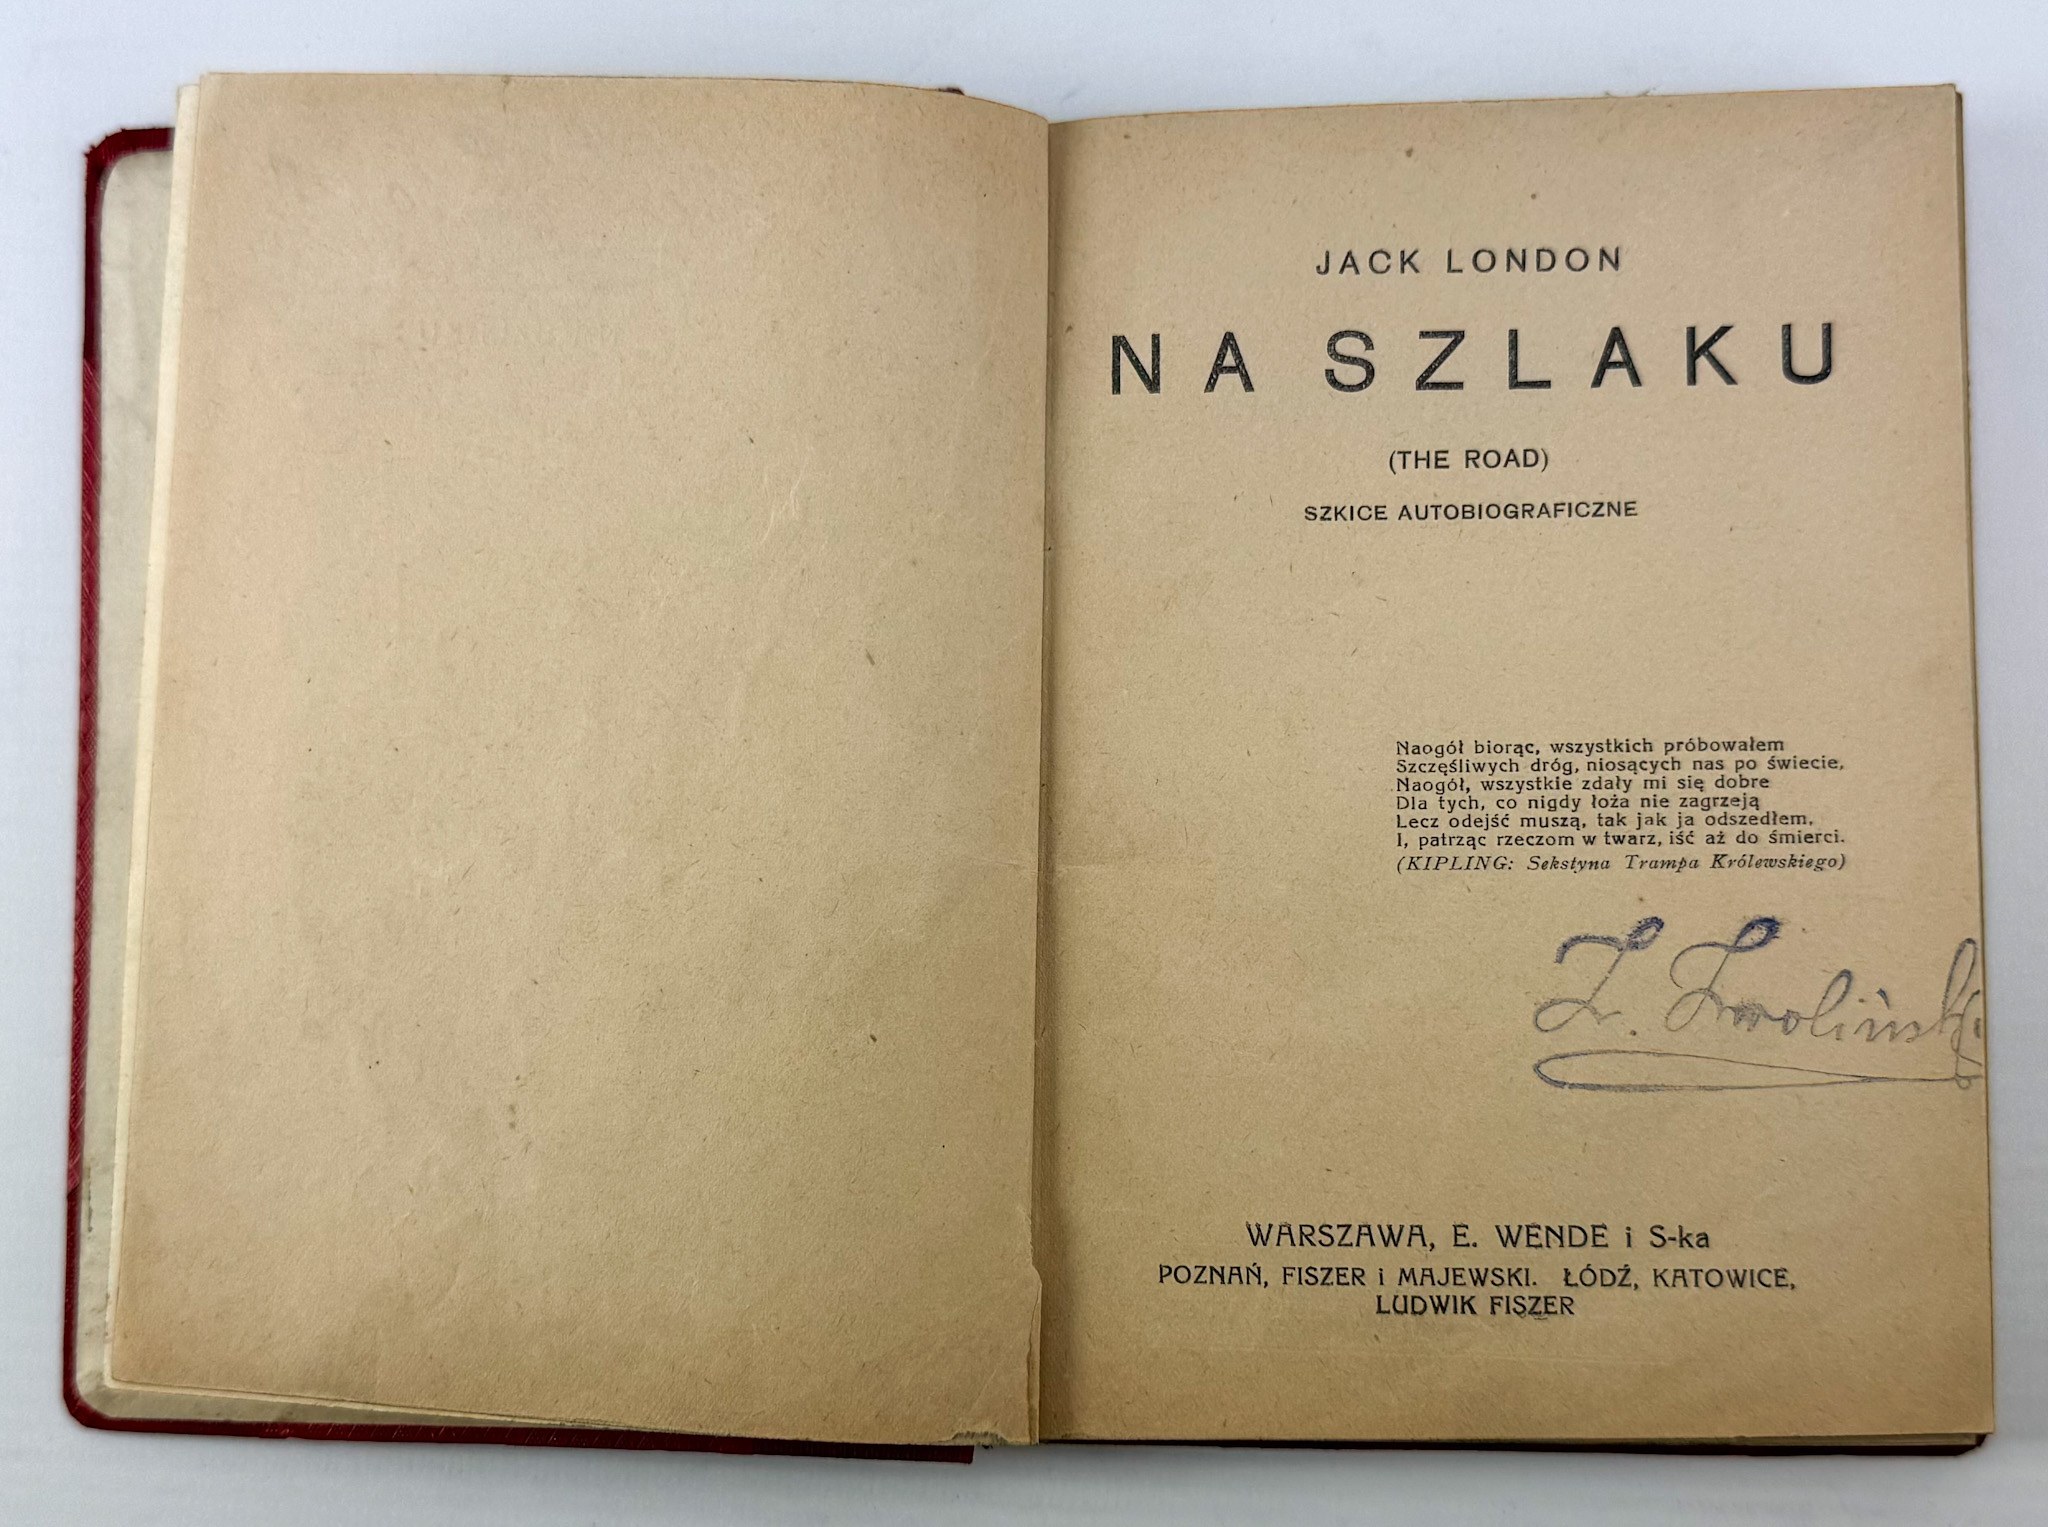 JACK LONDON
NA SZLAKU
(THE ROAD)
SZKICE AUTOBIOGRAFICZNE
Naogół biorąc, wszystkich próbowałem
Szczęśliwych dróg, niosących nas po świecie,
Naogół, wszystkie zdały mi się dobre
Dla tych, co nigdy łoża nie zagrzeją
Lecz odejść muszą, tak jak ja odszedłem,
I, patrząc rzeczom w twarz, iść aż do śmierci.
(KIPLING: Sekstyna Trampa Królewskiego)
Z. Zwoliński
WARSZAWA, E. WENDE i S-ka
POZNAŃ, FISZER i MAJEWSKI. ŁÓDŹ, KATOWICE,
LUDWIK FISZER